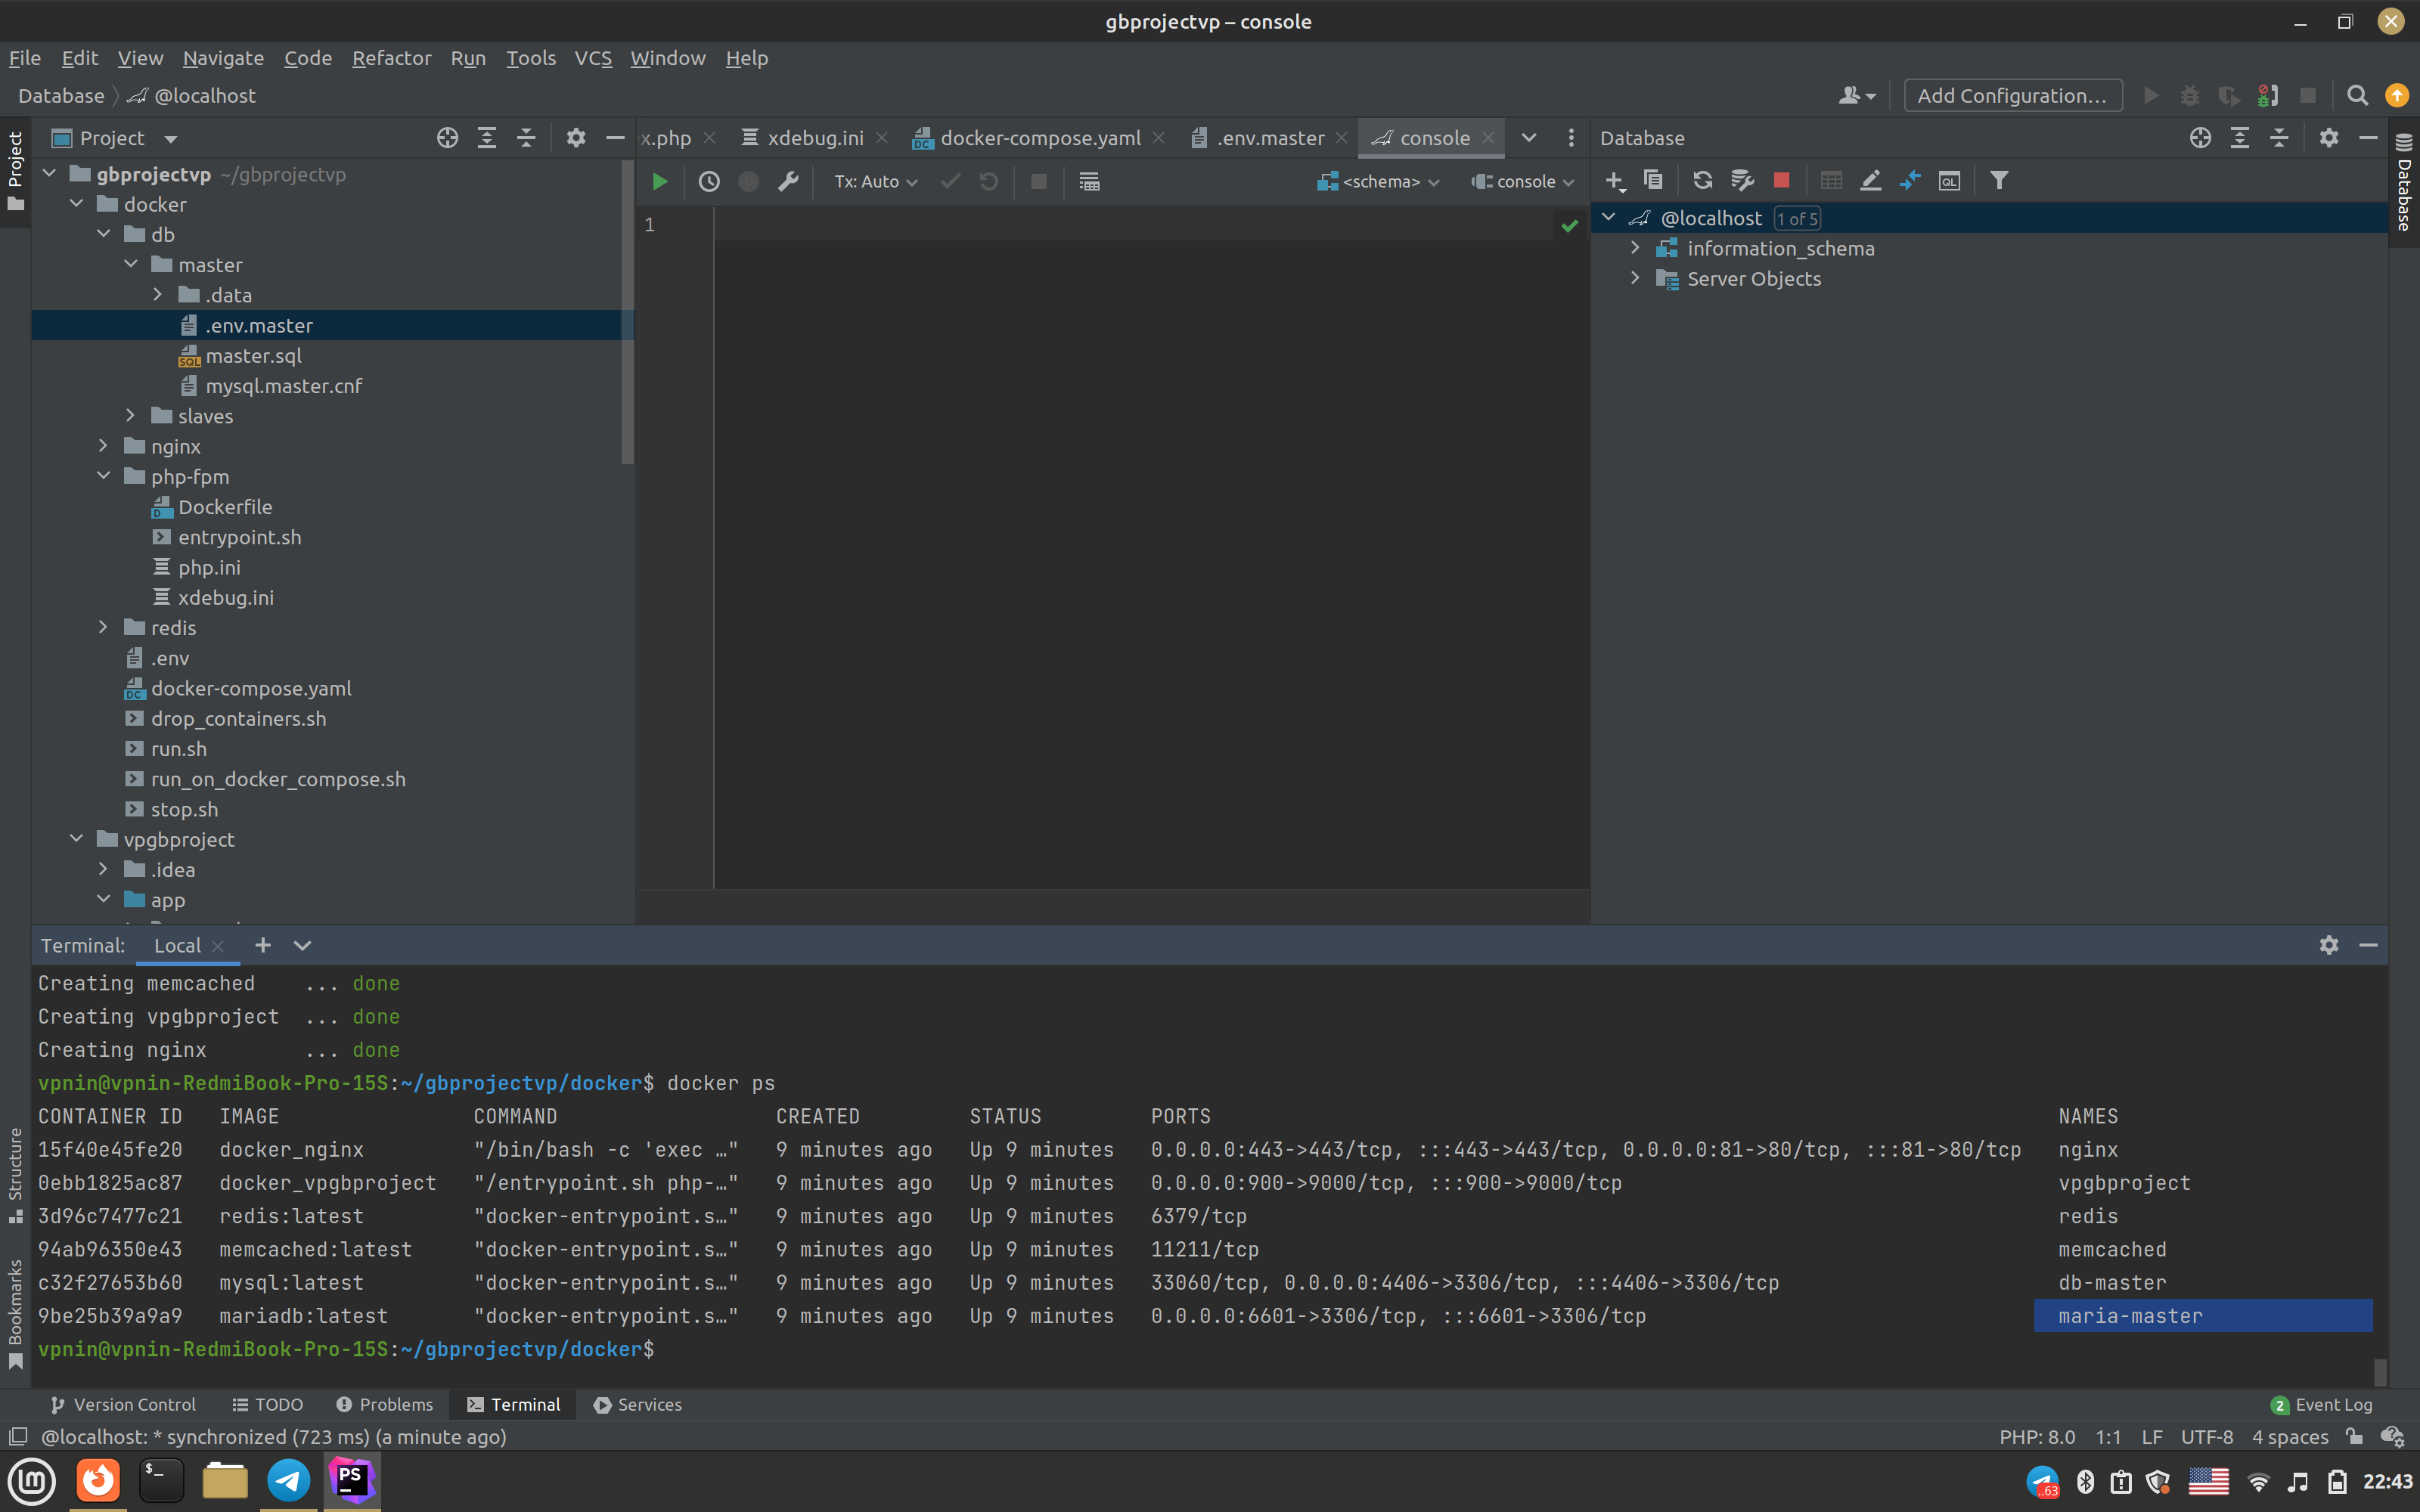 gbprojectvp – console
File Edit View Navigate Code Refactor Run Tools VCS Window Help
Database @localhost Add Configuration...
Project
Project
x.php xdebug.ini docker-compose.yaml .env.master console
Database
Database
Tx: Auto <schema> console
1
gbprojectvp ~/gbprojectvp
docker
db
master
.data
.env.master
master.sql
mysql.master.cnf
slaves
nginx
php-fpm
Dockerfile
entrypoint.sh
php.ini
xdebug.ini
redis
.env
docker-compose.yaml
drop_containers.sh
run.sh
run_on_docker_compose.sh
stop.sh
vpgbproject
.idea
app
@localhost 1 of 5
information_schema
Server Objects
Structure
Bookmarks
Terminal: Local
Creating memcached ... done
Creating vpgbproject ... done
Creating nginx ... done
vpnin@vpnin-RedmiBook-Pro-15S:~/gbprojectvp/docker$ docker ps
CONTAINER ID IMAGE COMMAND CREATED STATUS PORTS NAMES
15f40e45fe20 docker_nginx "/bin/bash -c 'exec …" 9 minutes ago Up 9 minutes 0.0.0.0:443->443/tcp, :::443->443/tcp, 0.0.0.0:81->80/tcp, :::81->80/tcp nginx
0ebb1825ac87 docker_vpgbproject "/entrypoint.sh php-…" 9 minutes ago Up 9 minutes 0.0.0.0:900->9000/tcp, :::900->9000/tcp vpgbproject
3d96c7477c21 redis:latest "docker-entrypoint.s…" 9 minutes ago Up 9 minutes 6379/tcp redis
94ab96350e43 memcached:latest "docker-entrypoint.s…" 9 minutes ago Up 9 minutes 11211/tcp memcached
c32f27653b60 mysql:latest "docker-entrypoint.s…" 9 minutes ago Up 9 minutes 33060/tcp, 0.0.0.0:4406->3306/tcp, :::4406->3306/tcp db-master
9be25b39a9a9 mariadb:latest "docker-entrypoint.s…" 9 minutes ago Up 9 minutes 0.0.0.0:6601->3306/tcp, :::6601->3306/tcp maria-master
vpnin@vpnin-RedmiBook-Pro-15S:~/gbprojectvp/docker$
Version Control TODO Problems Terminal Services 2 Event Log
@localhost: * synchronized (723 ms) (a minute ago) PHP: 8.0 1:1 LF UTF-8 4 spaces
PS ..63 22:43